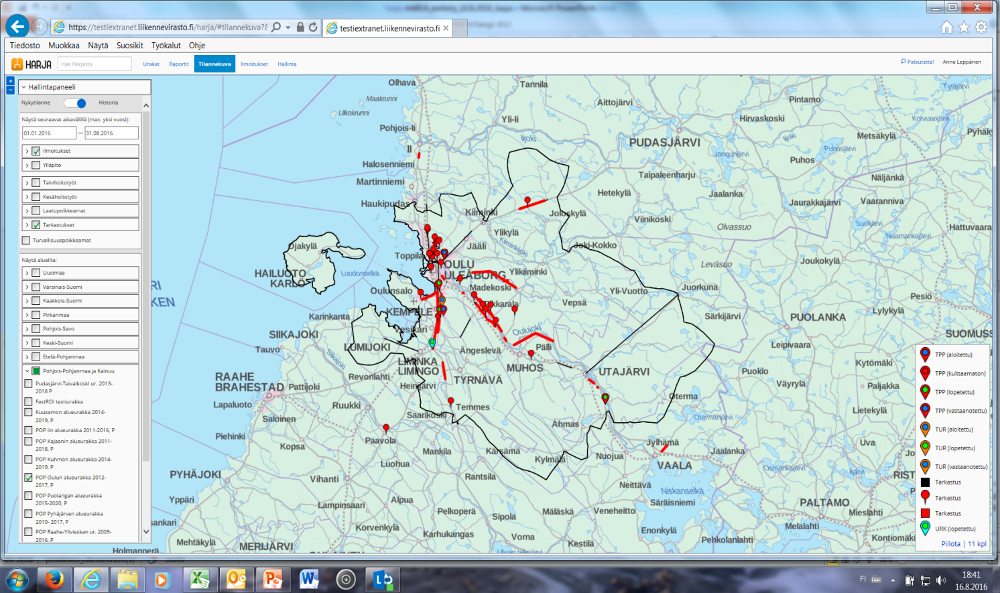 https://testiextranet.liikennevirasto.fi/harja/#tilannekuva?8
testiextranet.liikennevirasto.fi
Tiedosto Muokkaa Näytä Suosikit Työkalut Ohje
HARJA
Hae Harjasta
Urakat Raportit Tilannekuva Ilmoitukset Hallinta
Palautetta! Anne Leppänen
+
−
Hallintapaneeli
Nykytilanne Historia
Näytä seuraavat aikavälillä (max. yksi vuosi):
01.01.2016 — 31.08.2016
Ilmoitukset
Ylläpito
Talvihoitotyöt
Kesähoitotyöt
Laatupoikkeamat
Tarkastukset
Turvallisuuspoikkeamat
Näytä alueilta:
Uusimaa
Varsinais-Suomi
Kaakkois-Suomi
Pirkanmaa
Pohjois-Savo
Keski-Suomi
Etelä-Pohjanmaa
Pohjois-Pohjanmaa ja Kainuu
Pudasjärvi-Taivalkoski ur. 2013-
2018 P
FastROI testiurakka
Kuusamon alueurakka 2014-
2019, P
POP Iin alueurakka 2011-2016, P
POP Kajaanin alueurakka 2011-
2018, P
POP Kuhmon alueurakka 2014-
2019, P
POP Oulun alueurakka 2012-
2017, P
POP Puolangan alueurakka
2015-2020, P
POP Pyhäjärven alueurakka
2010- 2017, P
POP Raahe-Ylivieskan ur. 2009-
2016, P
Olhava
Tannila
Tyräjärvi
Maakrunni
Aittojärvi
Pintamo
Ulkokrunni
Yli-Ii
Hirvaskoski
Korvuanjärvi
Pohjois-Ii
Iijoki
Iijoki
Metsäkylä
Pyhäk
PUDASJÄRVI
II
Jongunjärvi
Puhosjärvi
Halosenniemi
Puhos
Martinniemi
Taipaleenharju
Näljänkä
Haukipudas
Hetekylä
Jaalanka
Jaurakkajärvi
Vaaranniva
Kiiminki
Joloskylä
Viinikoski
Suolijärvi
Ylikylä
Olvassuo
Hattuvaara
Jääli
Kiiminkijoki
Joki-Kokko
Naamankajärvi
Ojakylä
Toppila
OULU
ULEÅBORG
Leväsuo
Joukokylä
HAILUOTO
KARLÖ
Luodonselkä
Ylikiiminki
Oulunsalo
Madekoski
Yli-Vuotto
Juorkuna
Pesiö
RI
KEN
KEMPELE
Vepsä
Särkijärvi
Lylykylä
Karinkanta
PUOLANKA
SIIKAJOKI
Oulujoki
SUOMUSS
Tauvo
LUMIJOKI
Siikajoki
Ängeslevä
Pälli
Leipivaara
LIMINKA
LIMINGO
MUHOS
UTAJÄRVI
Kytömäki
RAAHE
BRAHESTAD
Revonlahti
TYRNÄVÄ
Puokio
Pattijoki
Heinijärvi
Väyrylä
Paljakka
Lapaluoto
Ruukki
Temmes
Oterma
Lietekylä
Saloinen
Saarikoski
Otermanjärvi
Piehinki
Paavola
Ahmas
Jylhämä
Uva
Kopsa
Mankila
Kärsämä
Jaalanka
Luohua
Kylmälä
Nuojua
VAALA
Osmankajärvi
Iijärvi
RIST
PYHÄJOKI
Vihanti
Rantsila
Neittävä
Niskanselkä
Yppäri
Lampinsaari
Alpua
Säräisniemi
PALTAMO
Pelkoperä
Mäläskä
Veneheitto
Mieslahti
sankari
Sipola
Korvenkylä
Enonkylä
Melalahti
Karhukangas
Vorna
Pehkolanlahti
Kontiomäki
Mehtäkylä
MERIJÄRVI
Kestilä
Holmanperä
TPP (aloitettu)
TPP (kuittaamaton)
TPP (lopetettu)
TPP (vastaanotettu)
TUR (aloitettu)
TUR (lopetettu)
TUR (vastaanotettu)
Tarkastus
Tarkastus
Tarkastus
URK (lopetettu)
Piilota | 11 kpl
FI
18:41
16.8.2016